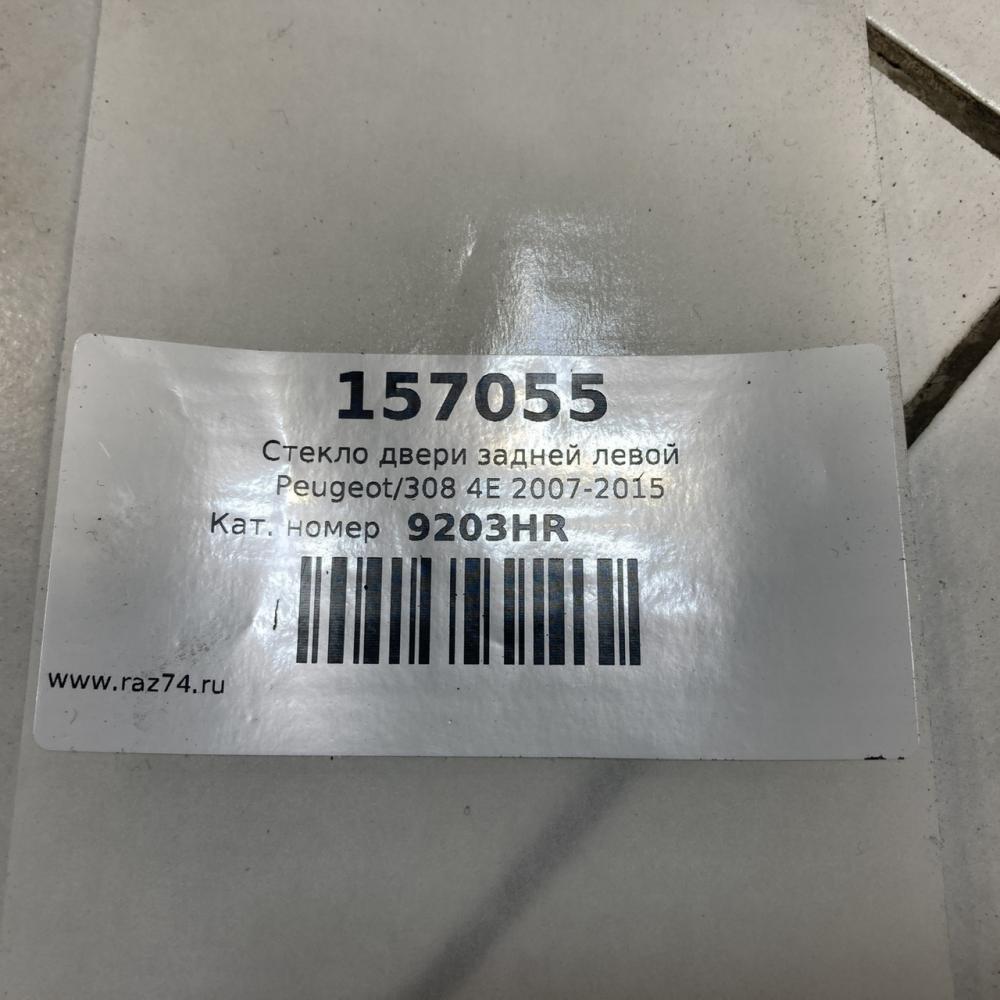 157055
Стекло двери задней левой
Peugeot/308 4E 2007-2015
Кат. номер 9203HR
www.raz74.ru